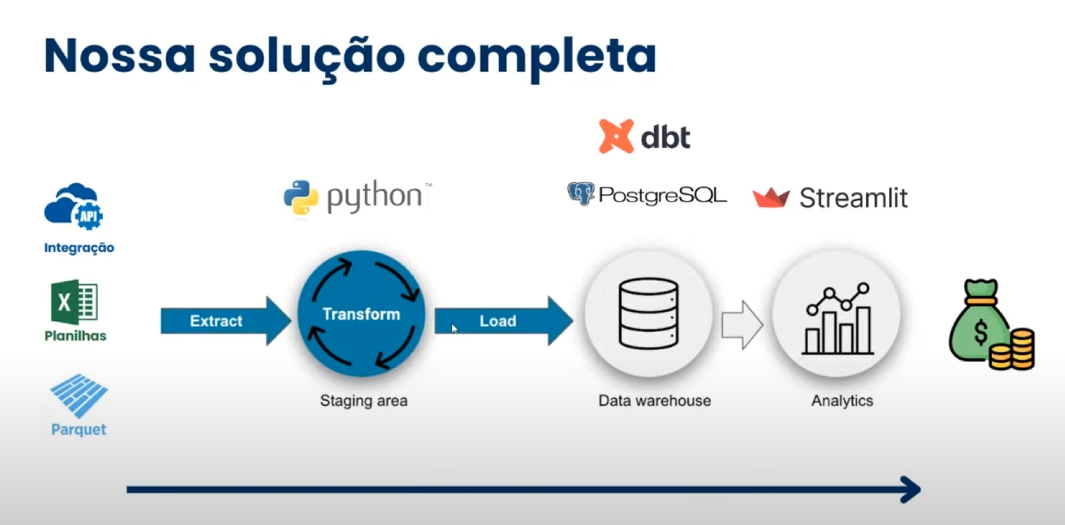 Nossa solução completa
dbt
python™
PostgreSQL
Streamlit
API
Integração
X
Planilhas
Parquet
Extract
Transform
Load
$
Staging area
Data warehouse
Analytics